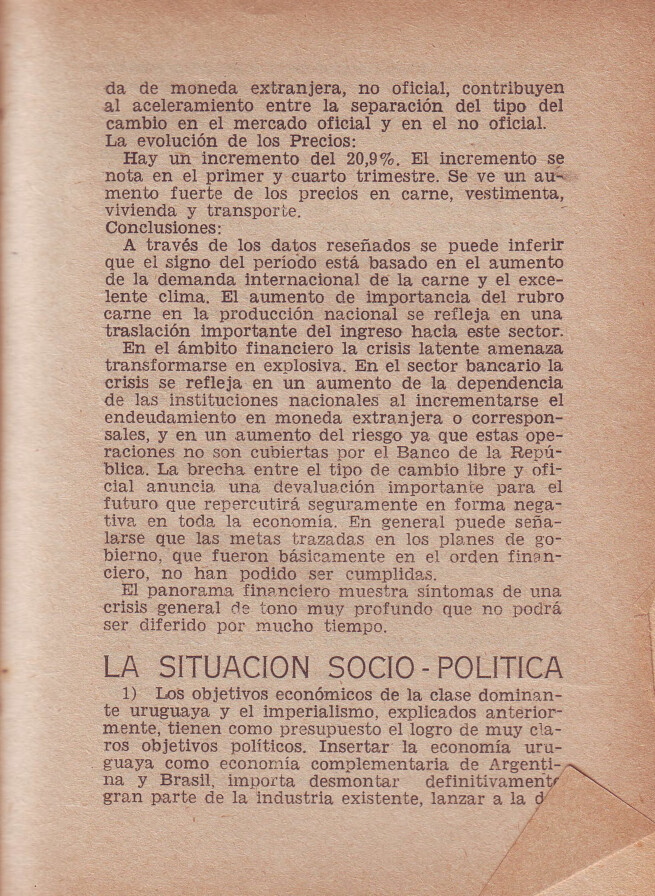 da de moneda extranjera, no oficial, contribuyen
al aceleramiento entre la separación del tipo del
cambio en el mercado oficial y en el no oficial.
La evolución de los Precios:
Hay un incremento del 20,9%. El incremento se
nota en el primer y cuarto trimestre. Se ve un au-
mento fuerte de los precios en carne, vestimenta,
vivienda y transporte.
Conclusiones:
A través de los datos reseñados se puede inferir
que el signo del período está basado en el aumento
de la demanda internacional de la carne y el exce-
lente clima. El aumento de importancia del rubro
carne en la producción nacional se refleja en una
traslación importante del ingreso hacia este sector.
En el ámbito financiero la crisis latente amenaza
transformarse en explosiva. En el sector bancario la
crisis se refleja en un aumento de la dependencia
de las instituciones nacionales al incrementarse el
endeudamiento en moneda extranjera o correspon-
sales, y en un aumento del riesgo ya que estas ope-
raciones no son cubiertas por el Banco de la Repú-
blica. La brecha entre el tipo de cambio libre y ofi-
cial anuncia una devaluación importante para el
futuro que repercutirá seguramente en forma nega-
tiva en toda la economía. En general puede seña-
larse que las metas trazadas en los planes de go-
bierno, que fueron básicamente en el orden finan-
ciero, no han podido ser cumplidas.
El panorama financiero muestra síntomas de una
crisis general de tono muy profundo que no podrá
ser diferido por mucho tiempo.
LA SITUACION SOCIO-POLITICA
1) Los objetivos económicos de la clase dominan-
te uruguaya y el imperialismo, explicados anterior-
mente, tienen como presupuesto el logro de muy cla-
ros objetivos políticos. Insertar la economía uru-
guaya como economía complementaria de Argenti-
na y Brasil, importa desmontar definitivamente
gran parte de la industria existente, lanzar a la